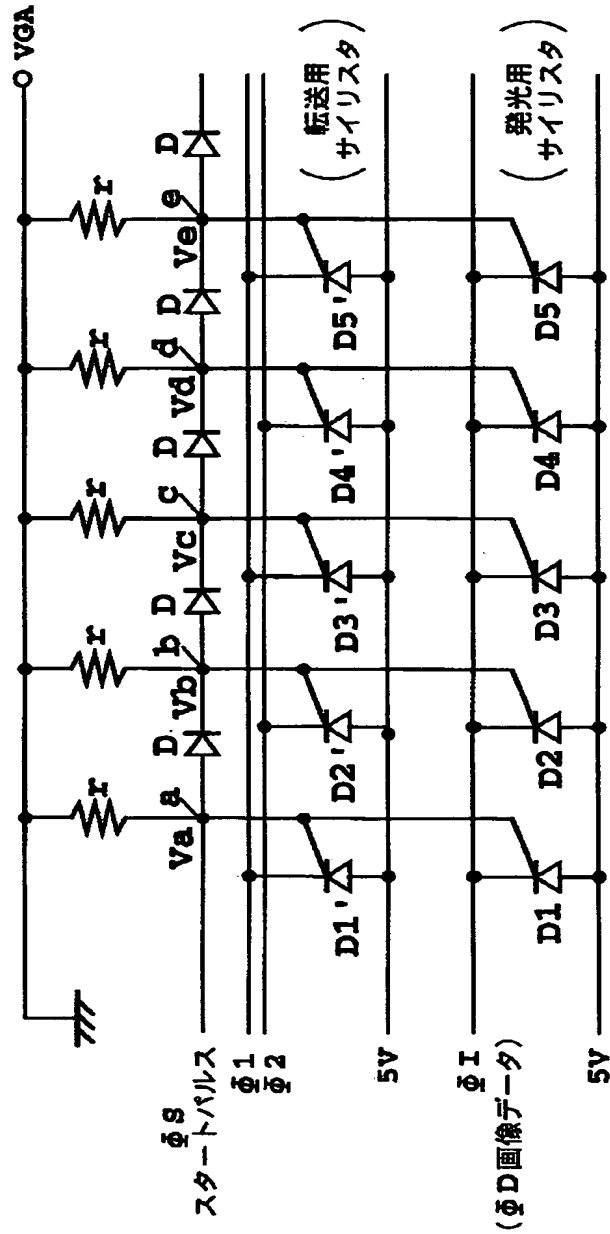 VGA
r r r r r
ΦS
スタートパルス
Va a D Vb b D Vc c D Vd d D Ve e D
Φ1
Φ2
D1' D2' D3' D4' D5'
(転送用
サイリスタ)
5V
ΦI
(ΦD画像データ)
D1 D2 D3 D4 D5
(発光用
サイリスタ)
5V